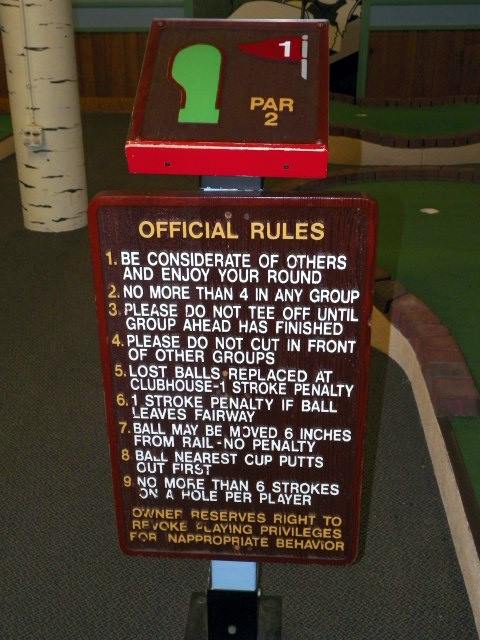 1
PAR
2
OFFICIAL RULES
1. BE CONSIDERATE OF OTHERS
AND ENJOY YOUR ROUND
2. NO MORE THAN 4 IN ANY GROUP
3. PLEASE DO NOT TEE OFF UNTIL
GROUP AHEAD HAS FINISHED
4. PLEASE DO NOT CUT IN FRONT
OF OTHER GROUPS
5. LOST BALLS REPLACED AT
CLUBHOUSE-1 STROKE PENALTY
6. 1 STROKE PENALTY IF BALL
LEAVES FAIRWAY
7. BALL MAY BE MOVED 6 INCHES
FROM RAIL-NO PENALTY
8 BALL NEAREST CUP PUTTS
OUT FIRST
9. NO MORE THAN 6 STROKES
ON A HOLE PER PLAYER
OWNER RESERVES RIGHT TO
REVOKE PLAYING PRIVILEGES
FOR NAPPROPRIATE BEHAVIOR